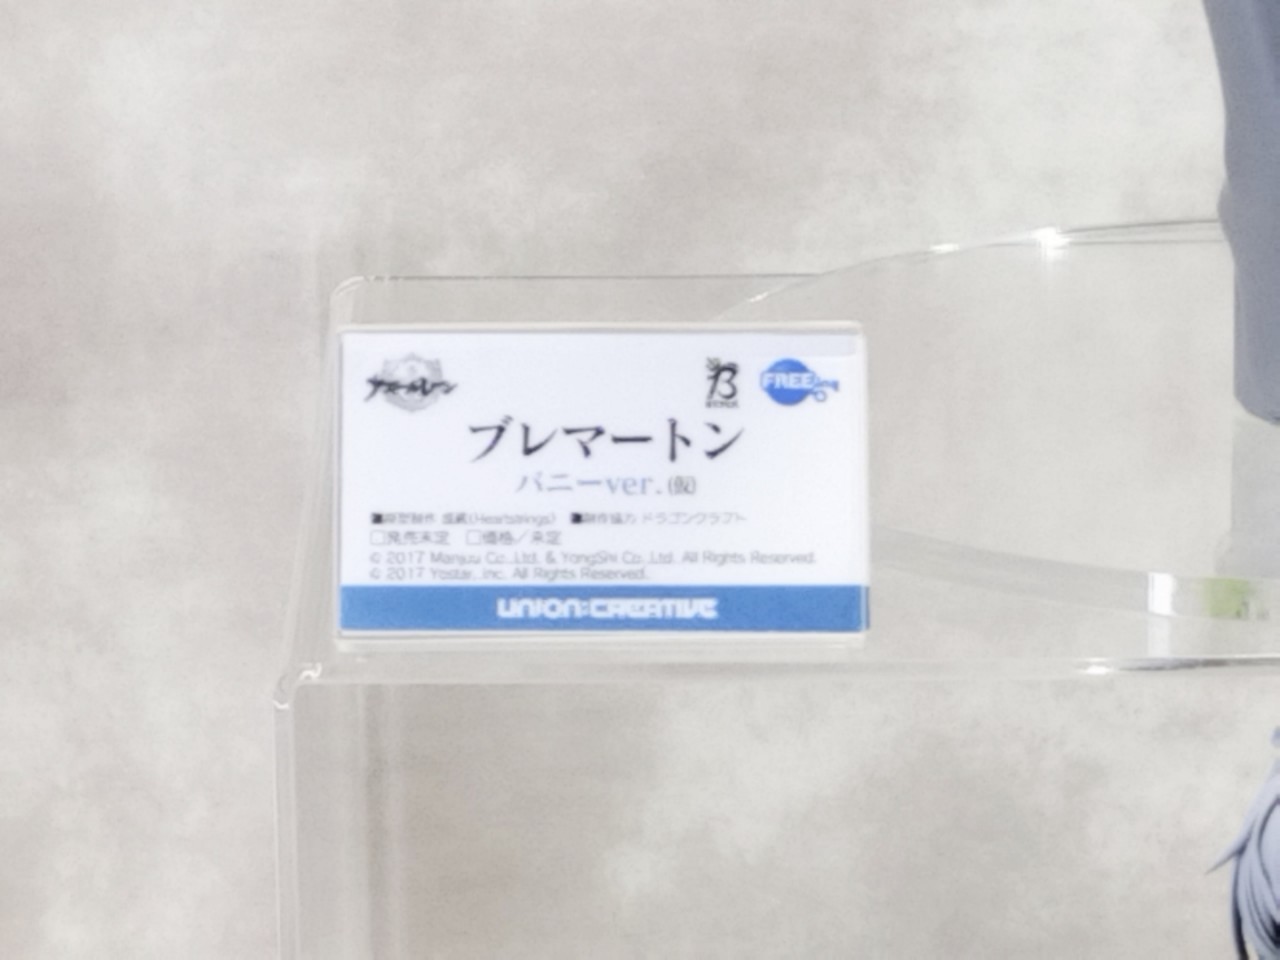 アズールレーン
B STYLE FREEing
ブレマートン
バニーver.(仮)
■原型制作 (Heartstrings) ■制作協力 ドラゴンクラフト
□発売未定 □価格/未定
© 2017 Manjuu Co.,Ltd. & YongShi Co.,Ltd. All Rights Reserved.
© 2017 Yostar, Inc. All Rights Reserved.
UNION CREATIVE